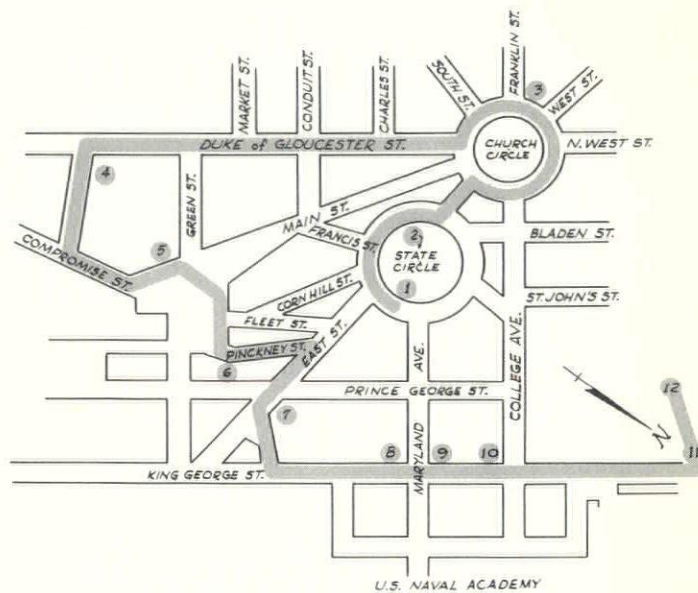 MARKET ST.
CONDUIT ST.
CHARLES ST.
SOUTH ST.
FRANKLIN ST.
3
WEST ST.
DUKE of GLOUCESTER ST.
CHURCH
CIRCLE
N. WEST ST.
4
GREEN ST.
5
MAIN ST.
FRANCIS ST.
2
STATE
CIRCLE
BLADEN ST.
COMPROMISE ST.
CORNHILL ST.
1
ST. JOHN'S ST.
FLEET ST.
PINCKNEY ST.
EAST ST.
6
MARYLAND AVE.
COLLEGE AVE.
PRINCE GEORGE ST.
12
7
N
8
9
10
11
KING GEORGE ST.
U.S. NAVAL ACADEMY